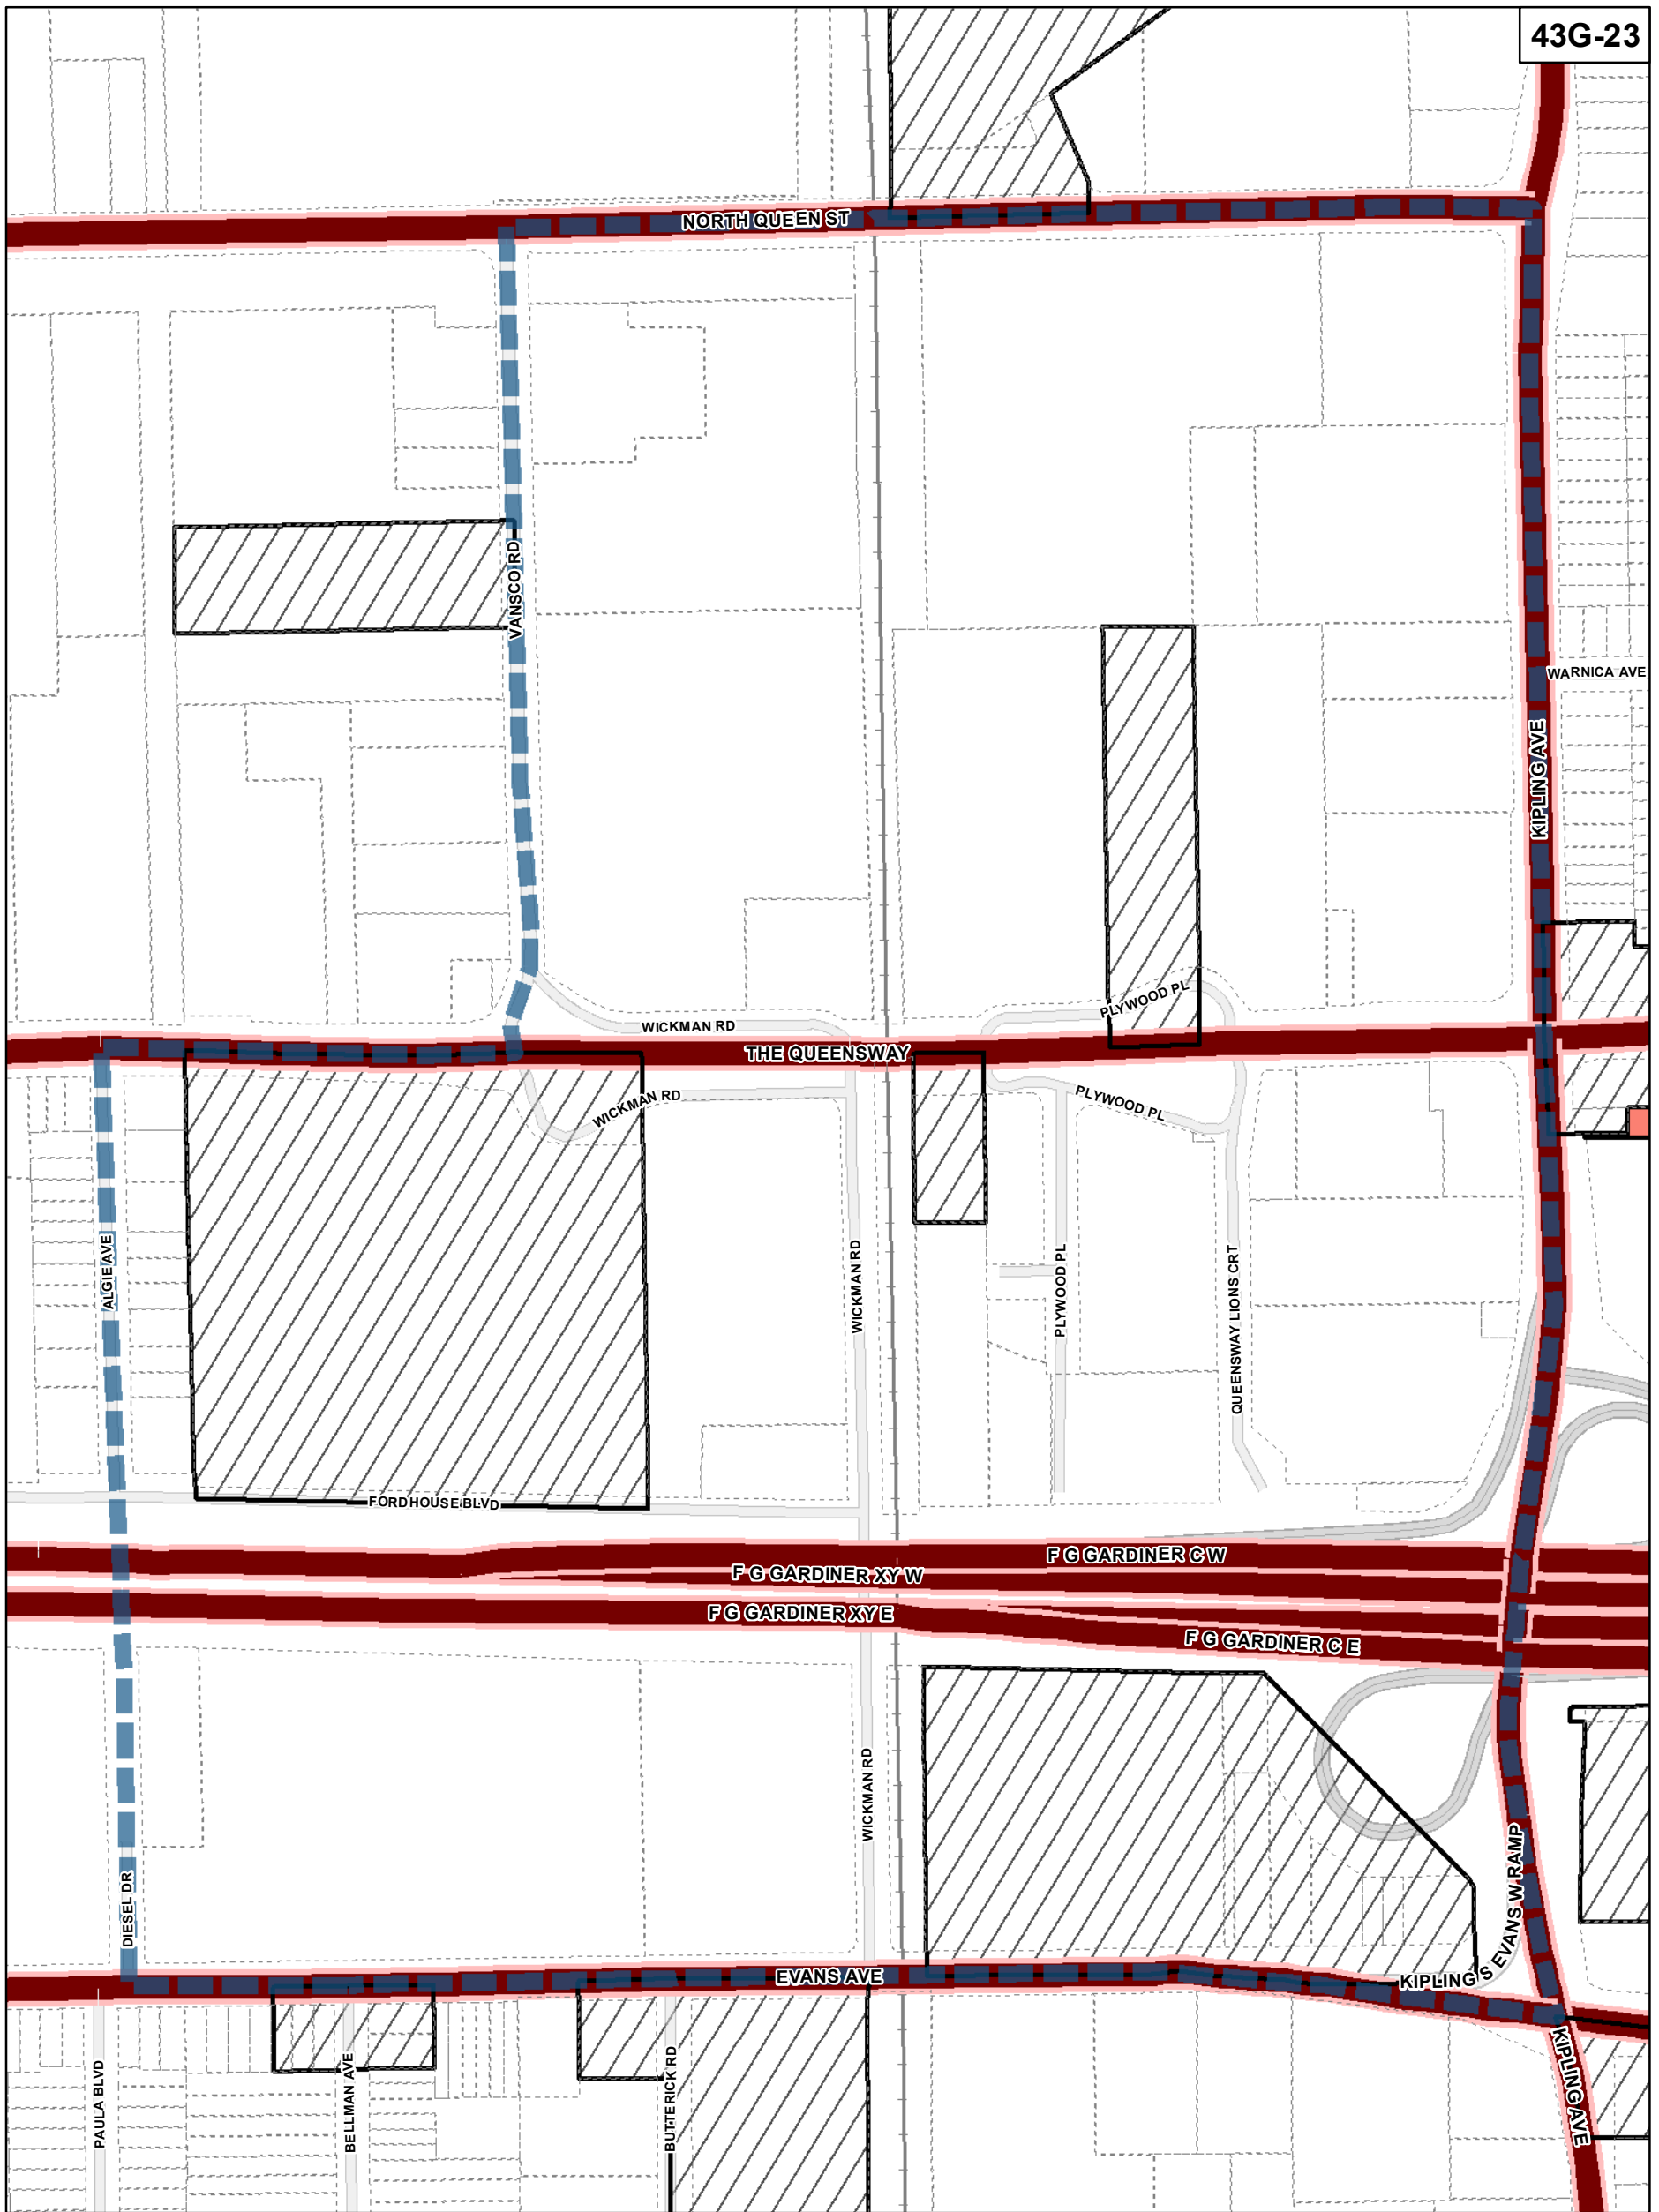 43G-23
NORTH QUEEN ST
VANSCO RD
WARNICA AVE
KIPLING AVE
PLYWOOD PL
WICKMAN RD
THE QUEENSWAY
WICKMAN RD
PLYWOOD PL
ALGIE AVE
WICKMAN RD
PLYWOOD PL
QUEENSWAY LIONS CRT
FORDHOUSE BLVD
F G GARDINER C W
F G GARDINER XY W
F G GARDINER XY E
F G GARDINER C E
WICKMAN RD
DIESEL DR
KIPLING S EVANS W RAMP
EVANS AVE
PAULA BLVD
BELLMAN AVE
BUTTERICK RD
KIPLING AVE